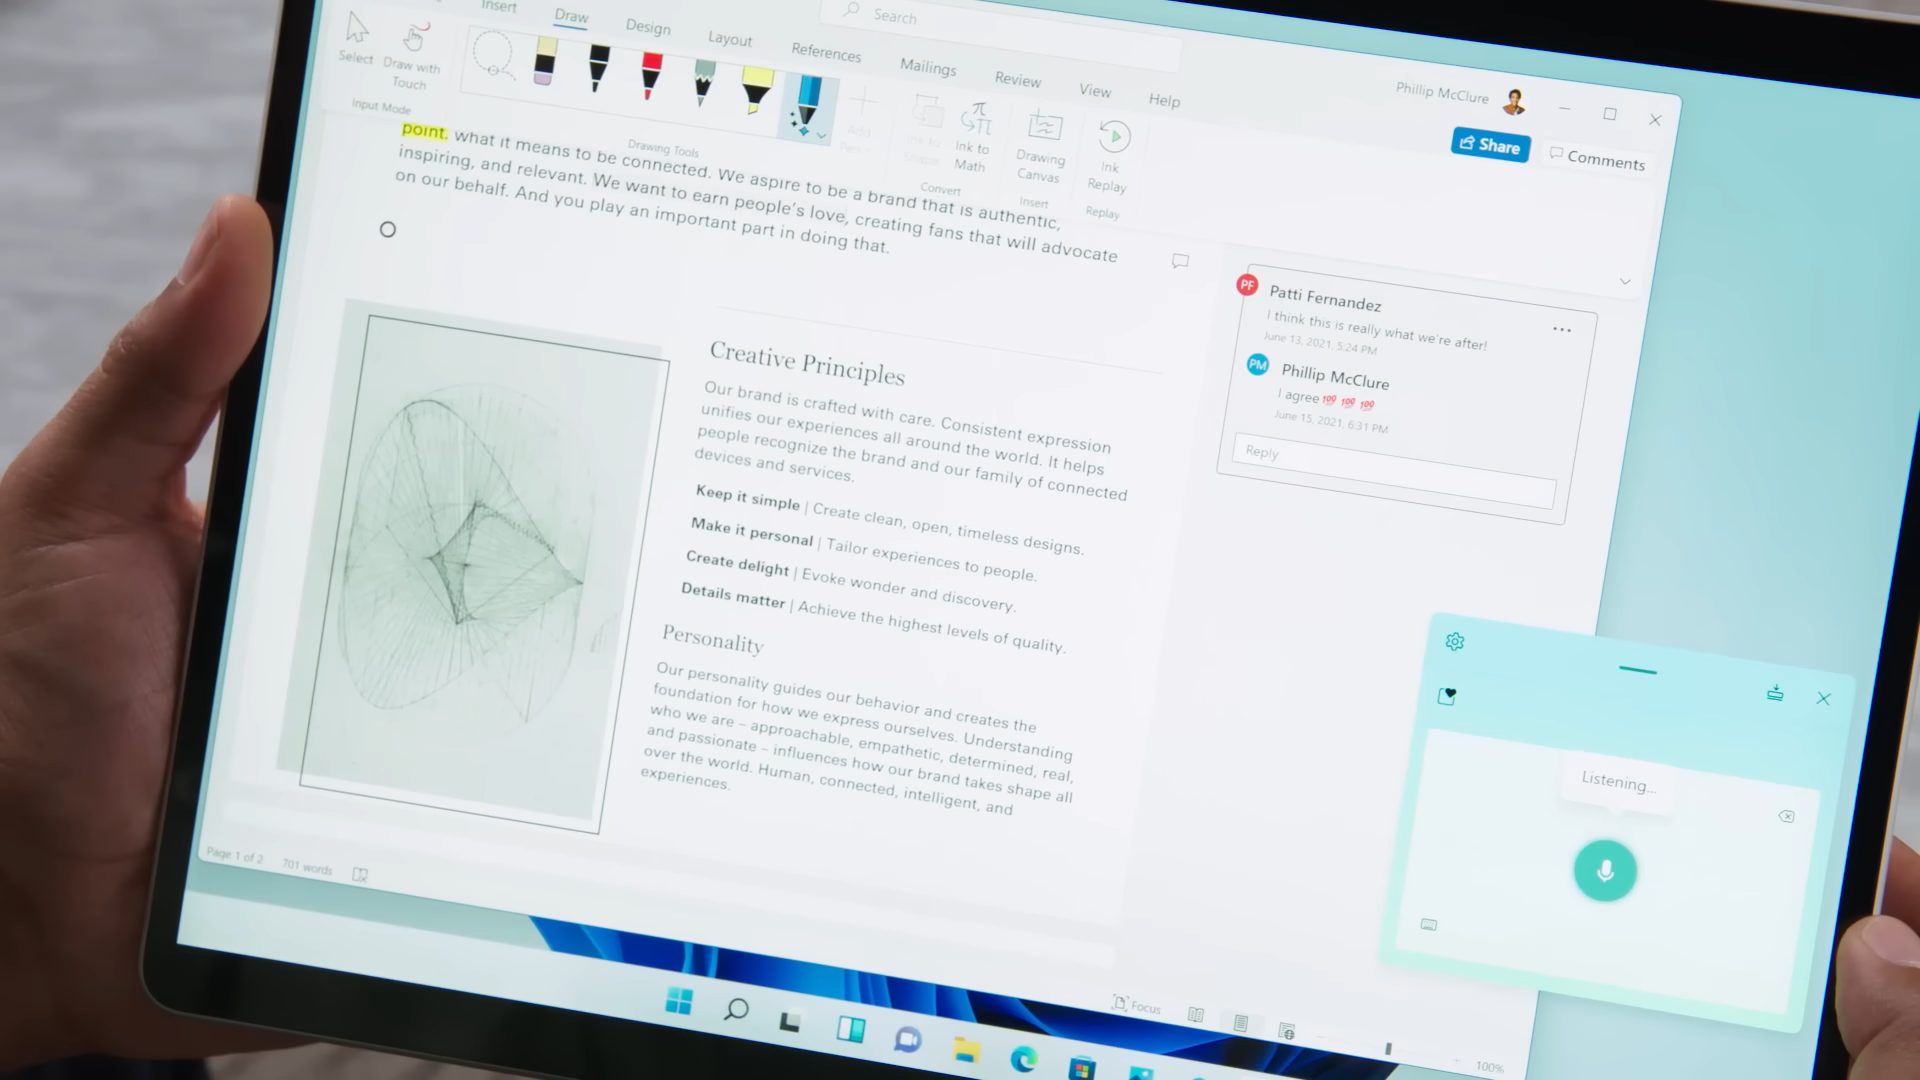 Insert
Draw
Design
Layout
References
Mailings
Review
View
Help
Search
Phillip McClure
Select
Draw with
Touch
Input Mode
Drawing Tools
Add
Pen
Ink to
Shape
Ink to
Math
Convert
Drawing
Canvas
Insert
Ink
Replay
Replay
Share
Comments
point. what it means to be connected. We aspire to be a brand that is authentic,
inspiring, and relevant. We want to earn people's love, creating fans that will advocate
on our behalf. And you play an important part in doing that.
PF
Patti Fernandez
I think this is really what we're after!
June 13, 2021, 5:24 PM
PM
Phillip McClure
I agree 💯 💯 💯
June 15, 2021, 6:31 PM
Reply
Creative Principles
Our brand is crafted with care. Consistent expression
unifies our experiences all around the world. It helps
people recognize the brand and our family of connected
devices and services.
Keep it simple | Create clean, open, timeless designs.
Make it personal | Tailor experiences to people.
Create delight | Evoke wonder and discovery.
Details matter | Achieve the highest levels of quality.
Personality
Our personality guides our behavior and creates the
foundation for how we express ourselves. Understanding
who we are – approachable, empathetic, determined, real,
and passionate – influences how our brand takes shape all
over the world. Human, connected, intelligent, and
experiences.
Listening...
Page 1 of 2
701 words
Focus
100%